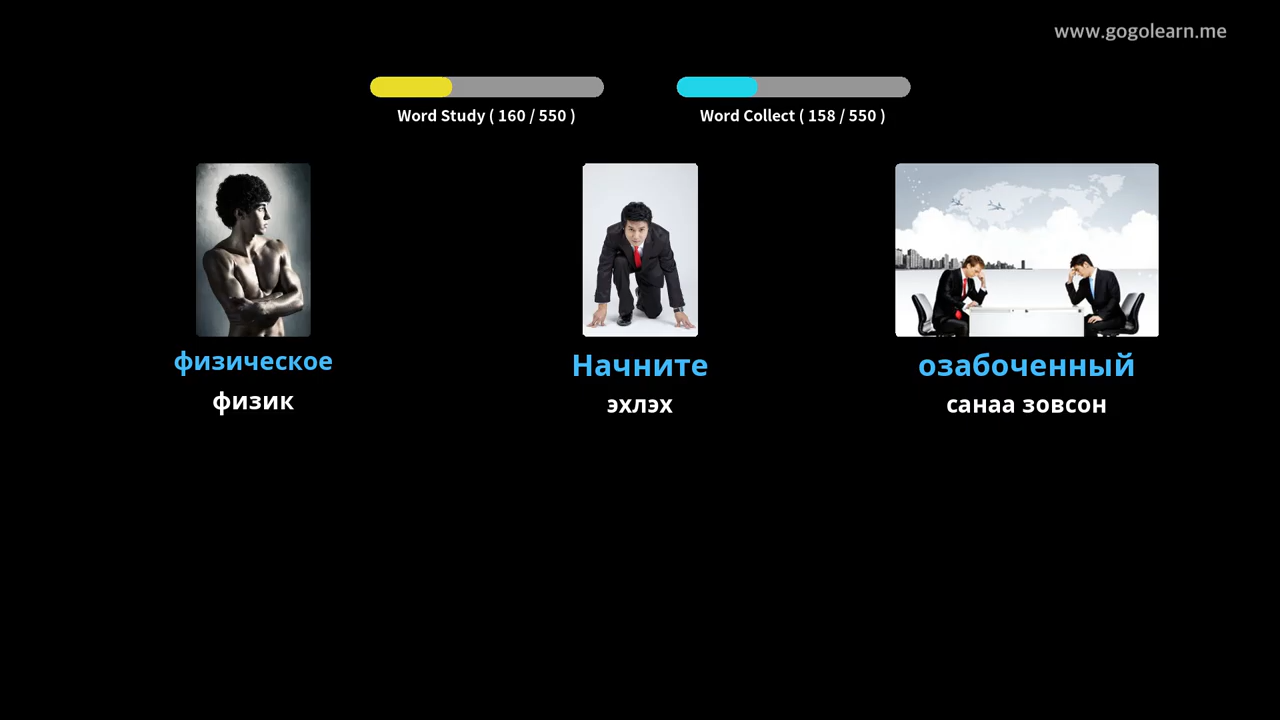 www.gogolearn.me
Word Study ( 160 / 550 )
Word Collect ( 158 / 550 )
физическое
физик
Начните
эхлэх
озабоченный
санаа зовсон